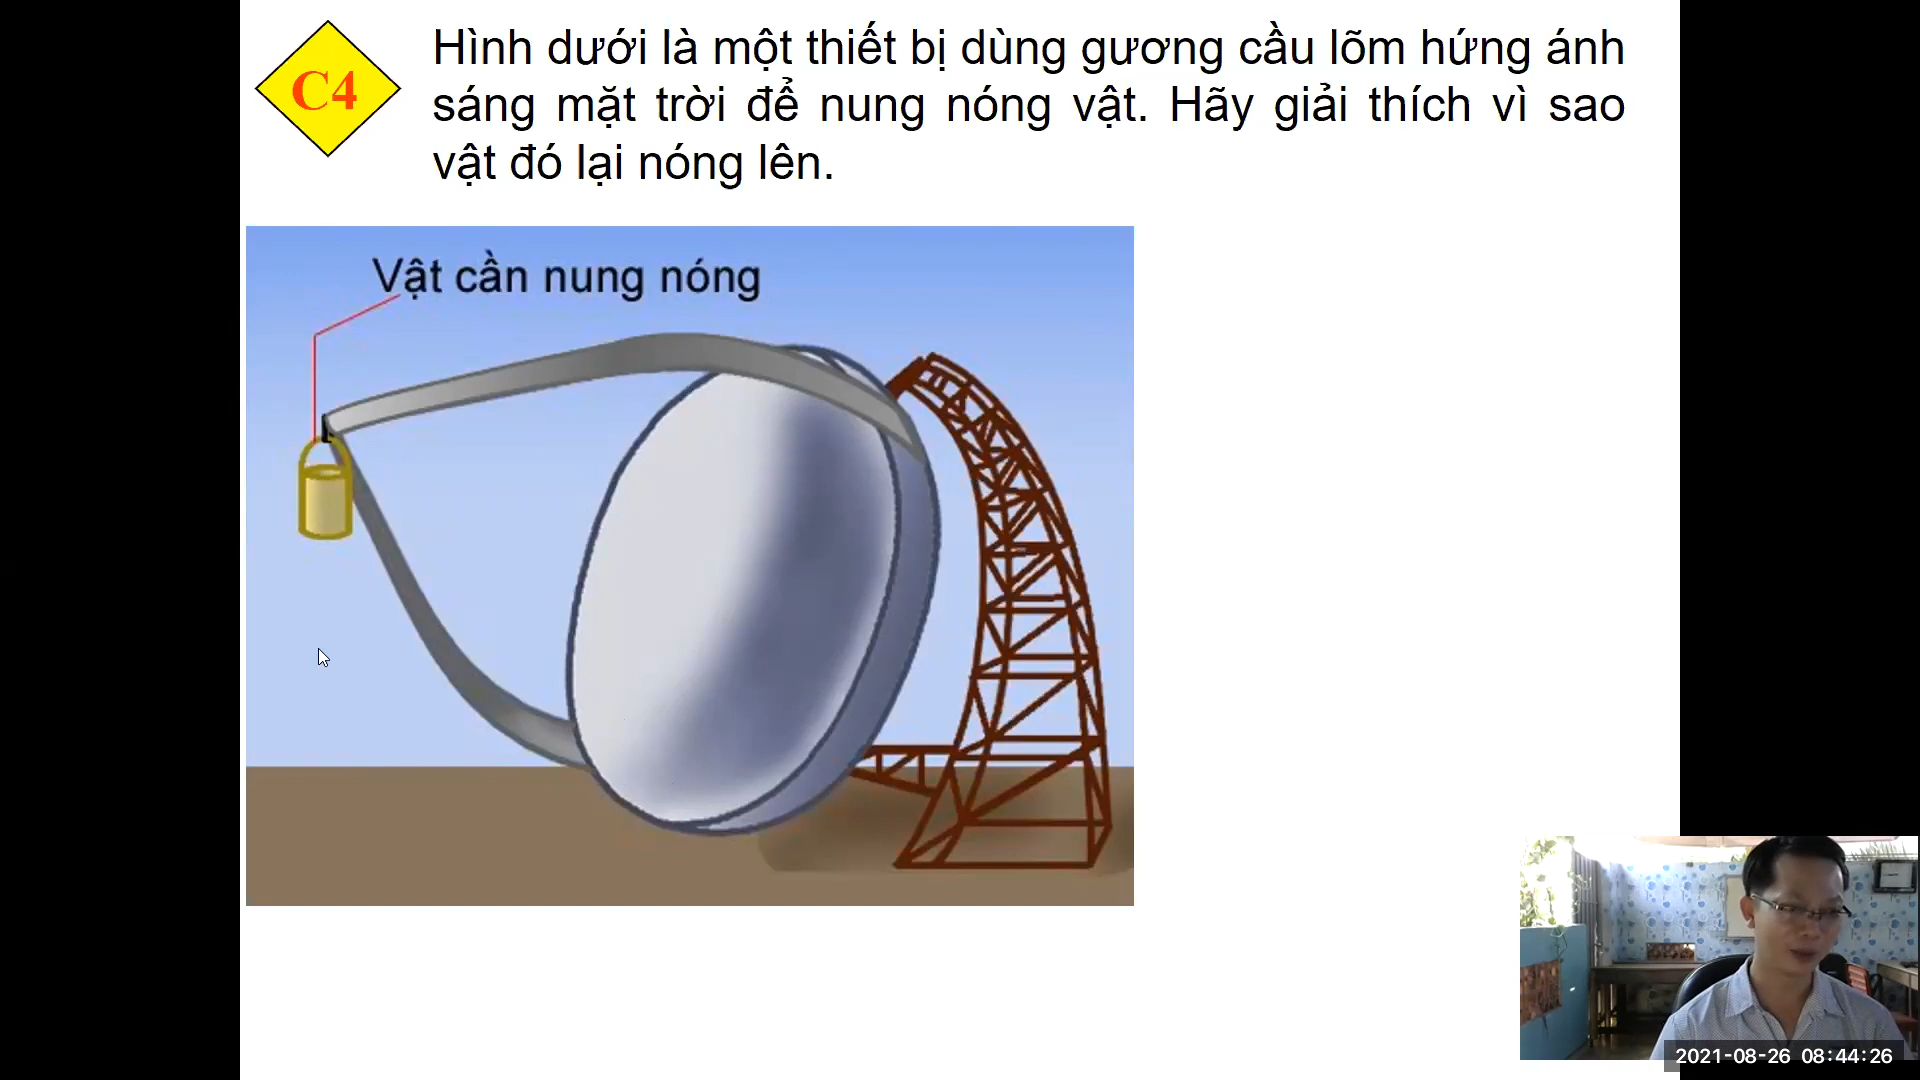 C4
Hình dưới là một thiết bị dùng gương cầu lõm hứng ánh
sáng mặt trời để nung nóng vật. Hãy giải thích vì sao
vật đó lại nóng lên.
Vật cần nung nóng
2021-08-26 08:44:26